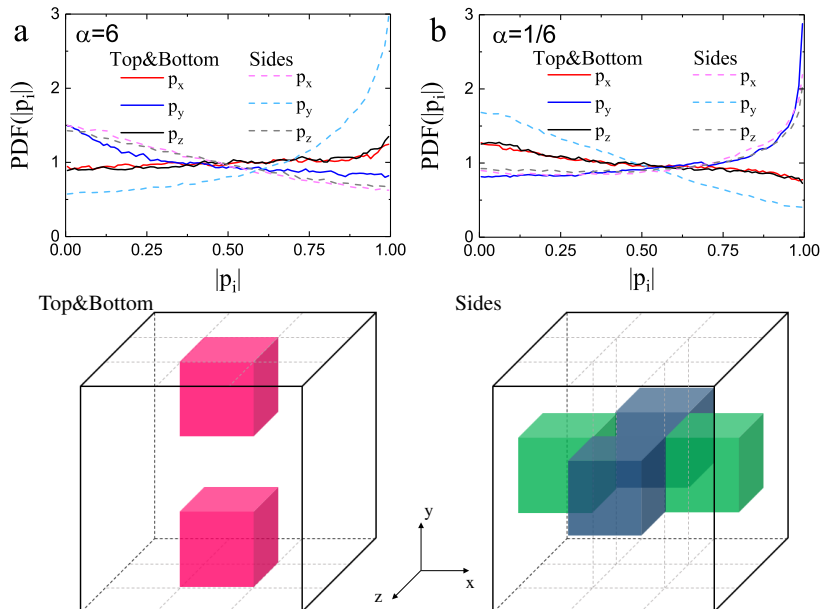 a
α=6
Top&Bottom Sides
p_x p_x
p_y p_y
p_z p_z
PDF(|p_i|)
3
2
1
0
0.00 0.25 0.50 0.75 1.00
|p_i|
b
α=1/6
Top&Bottom Sides
p_x p_x
p_y p_y
p_z p_z
PDF(|p_i|)
3
2
1
0
0.00 0.25 0.50 0.75 1.00
|p_i|
Top&Bottom
Sides
y
z
x